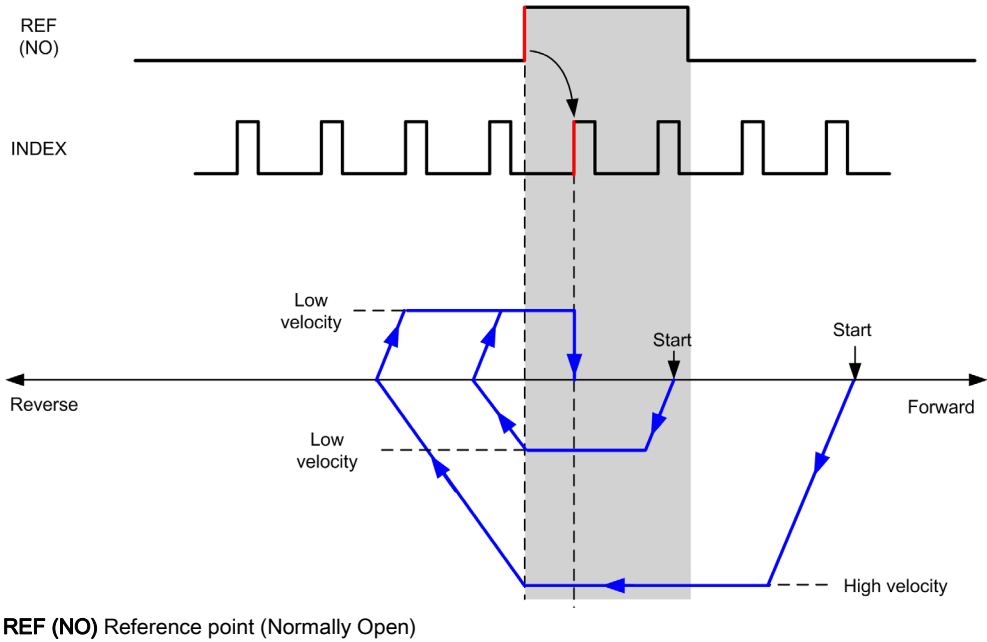 REF
(NO)
INDEX
Low
velocity
Start
Start
Reverse
Forward
Low
velocity
High velocity
REF (NO) Reference point (Normally Open)